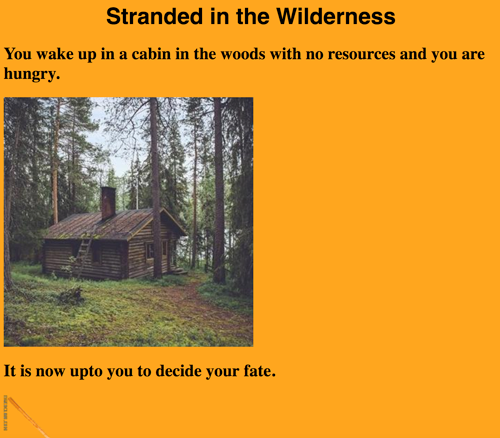 Stranded in the Wilderness
You wake up in a cabin in the woods with no resources and you are
hungry.
It is now upto you to decide your fate.